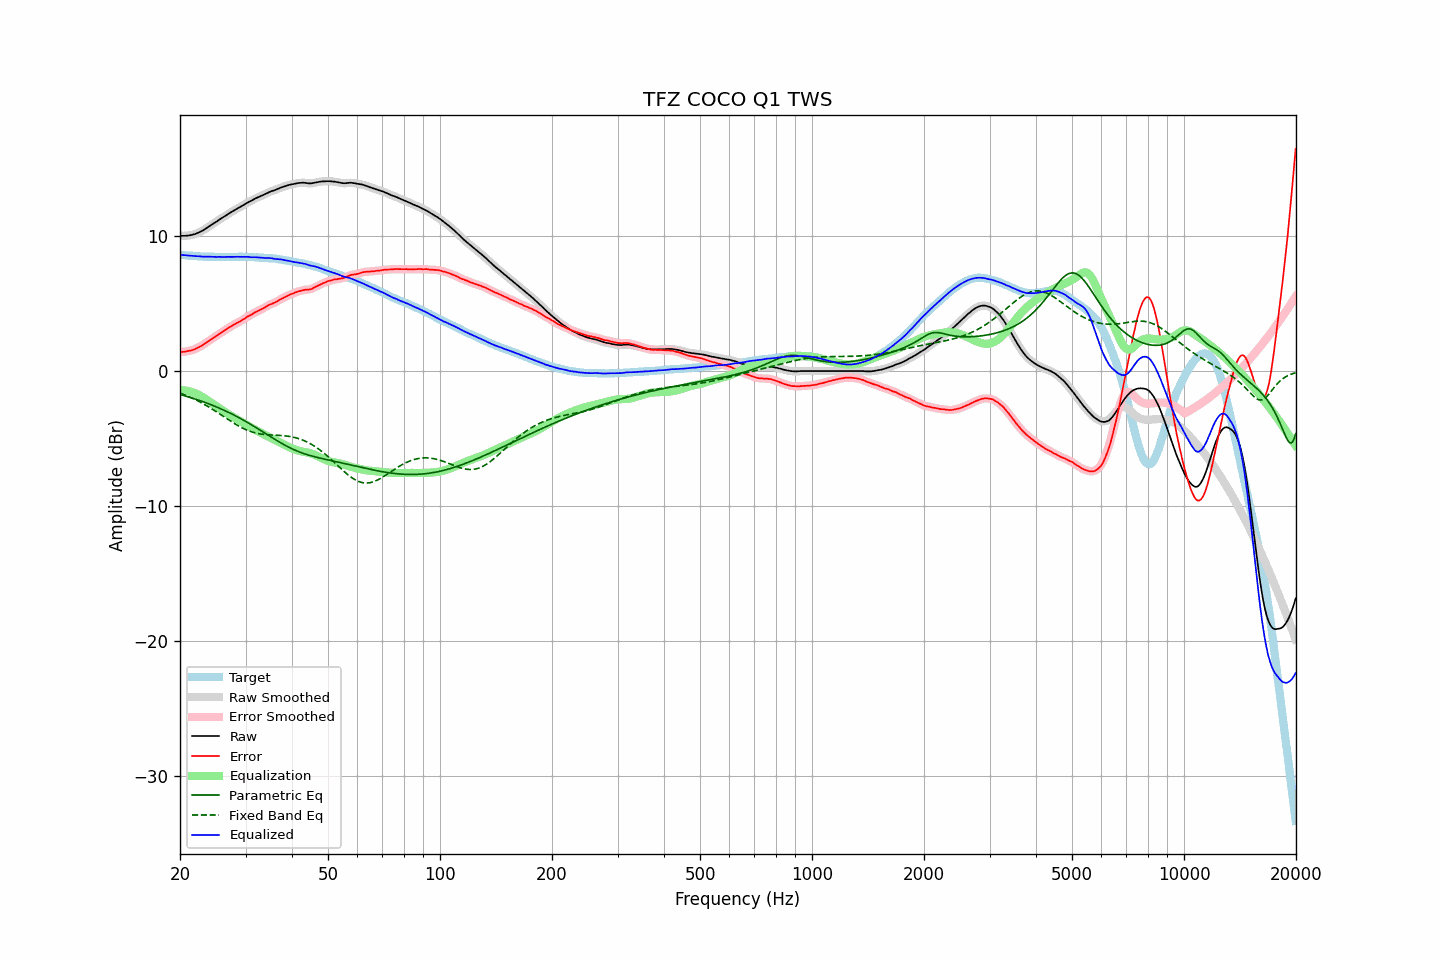 TFZ COCO Q1 TWS
Amplitude (dBr)
10
0
−10
−20
−30
Target
Raw Smoothed
Error Smoothed
Raw
Error
Equalization
Parametric Eq
Fixed Band Eq
Equalized
20 50 100 200 500 1000 2000 5000 10000 20000
Frequency (Hz)